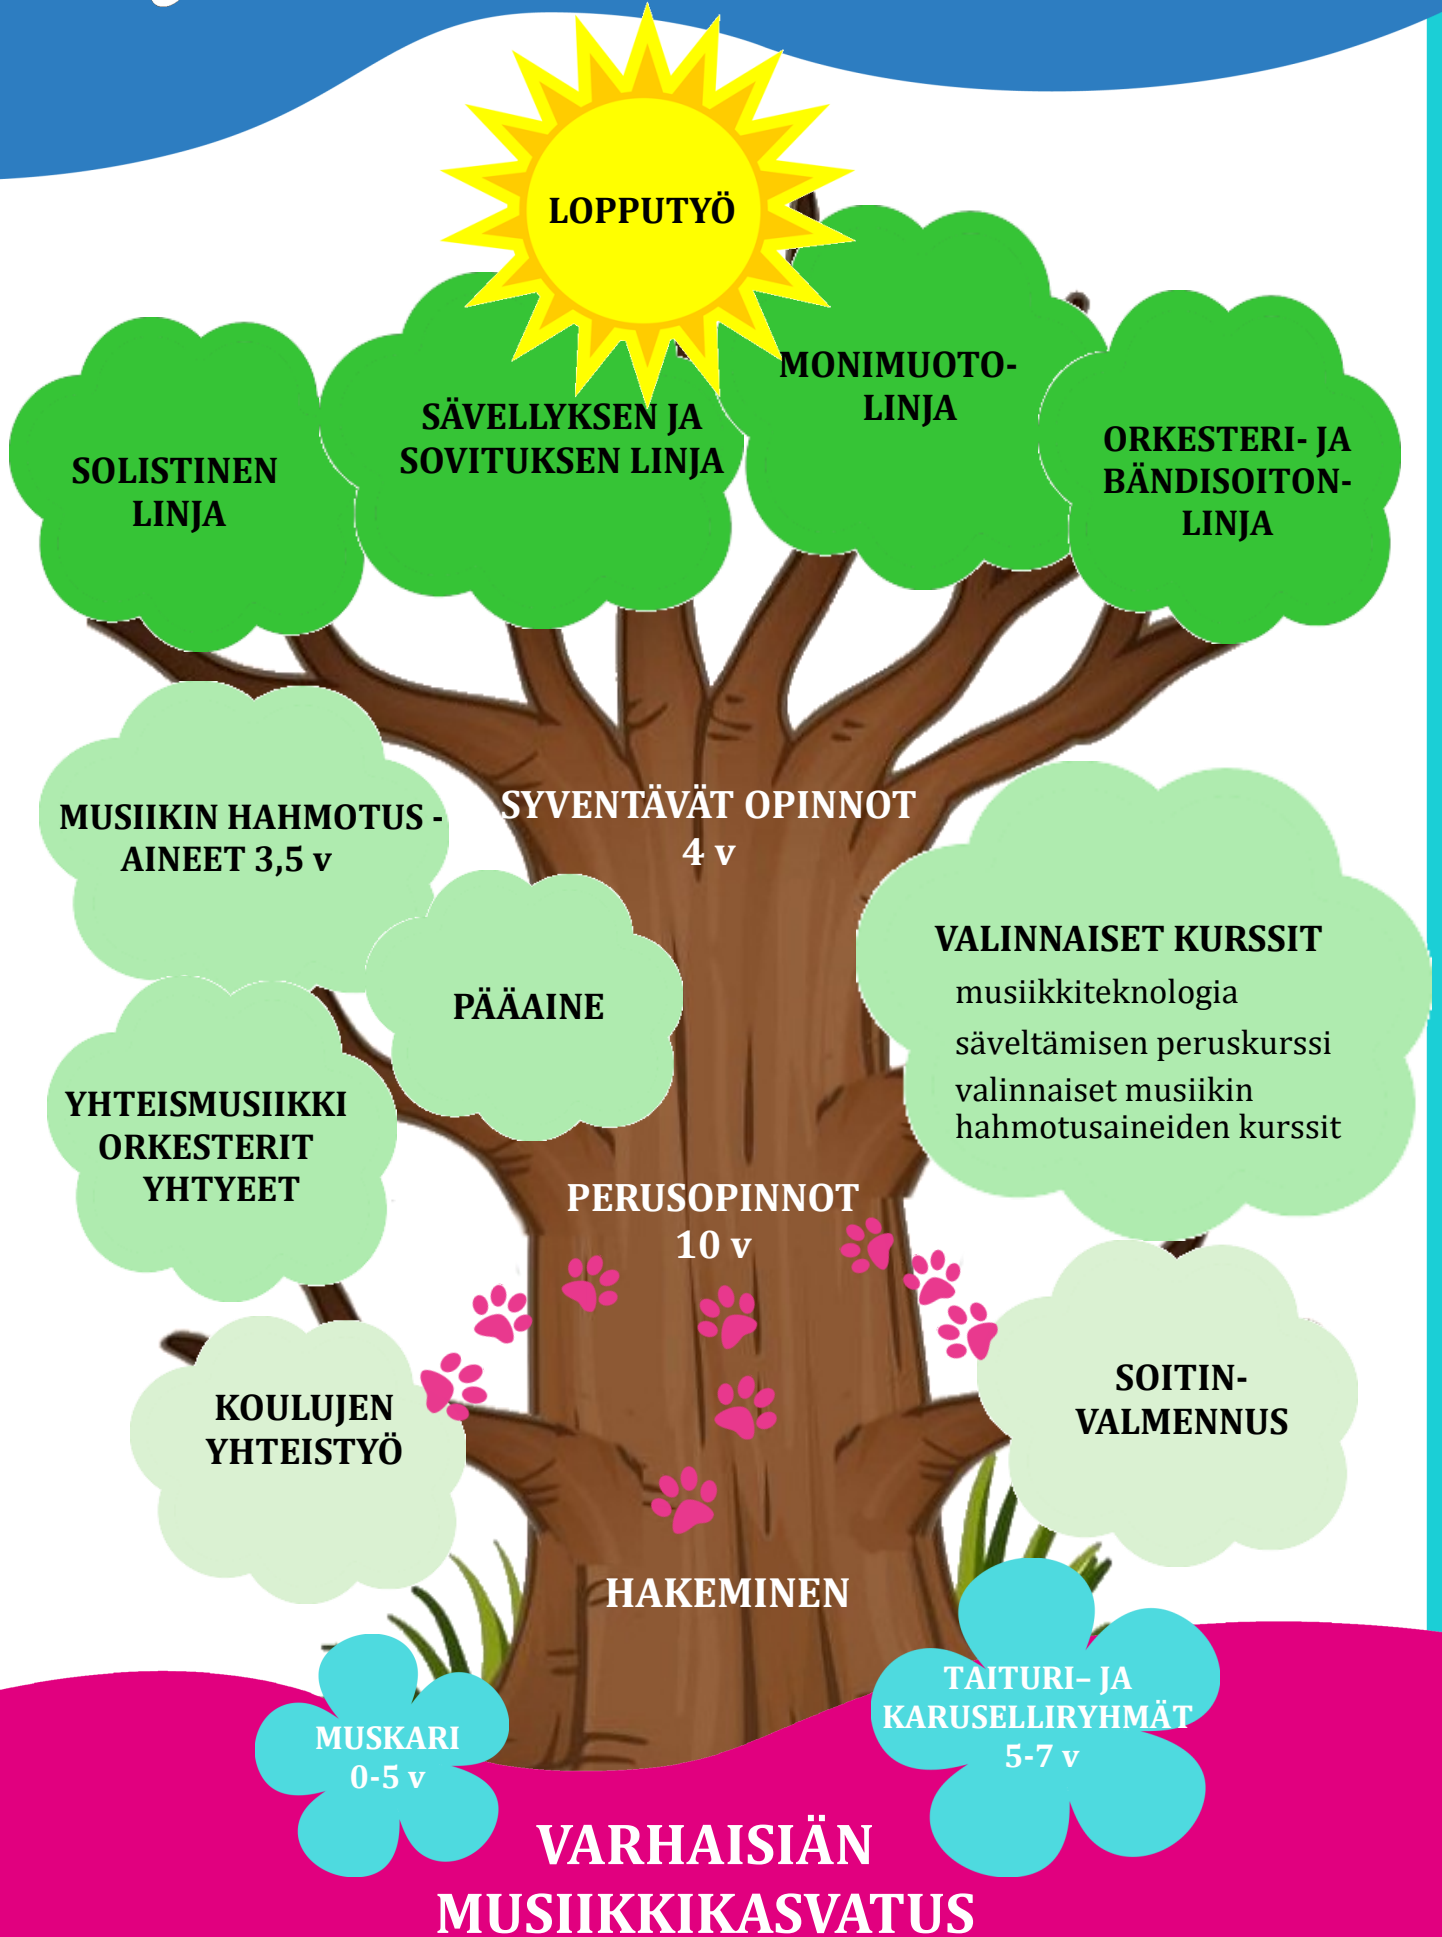 LOPPUTYÖ
SOLISTINEN
LINJA
SÄVELLYKSEN JA
SOVITUKSEN LINJA
MONIMUOTO-
LINJA
ORKESTERI- JA
BÄNDISOITON-
LINJA
MUSIIKIN HAHMOTUS -
AINEET 3,5 v
SYVENTÄVÄT OPINNOT
4 v
PÄÄAINE
VALINNAISET KURSSIT
musiikkiteknologia
säveltämisen peruskurssi
valinnaiset musiikin
hahmotusaineiden kurssit
YHTEISMUSIIKKI
ORKESTERIT
YHTYEET
PERUSOPINNOT
10 v
KOULUJEN
YHTEISTYÖ
SOITIN-
VALMENNUS
HAKEMINEN
MUSKARI
0-5 v
TAITURI– JA
KARUSELLIRYHMÄT
5-7 v
VARHAISIÄN
MUSIIKKIKASVATUS